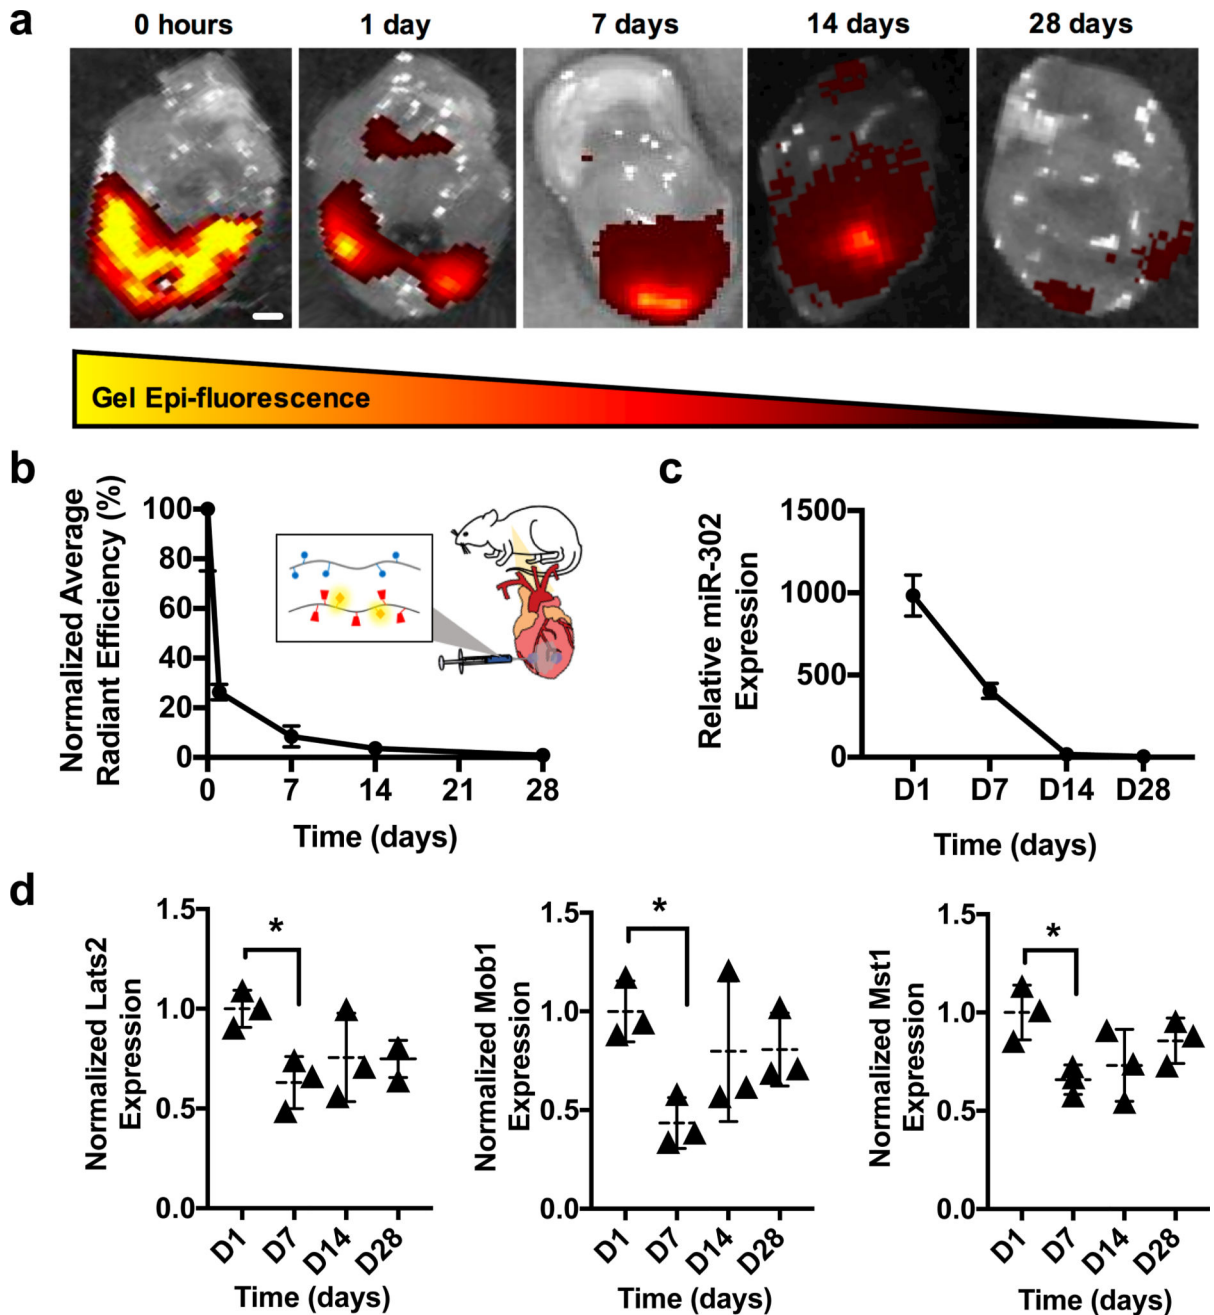 a
0 hours
1 day
7 days
14 days
28 days
Gel Epi-fluorescence
b
Normalized Average
Radiant Efficiency (%)
100
80
60
40
20
0
0
7
14
21
28
Time (days)
c
Relative miR-302
Expression
1500
1000
500
0
D1
D7
D14
D28
Time (days)
d
Normalized Lats2
Expression
1.5
1.0
0.5
0.0
*
D1
D7
D14
D28
Time (days)
Normalized Mob1
Expression
1.5
1.0
0.5
0.0
*
D1
D7
D14
D28
Time (days)
Normalized Mst1
Expression
1.5
1.0
0.5
0.0
*
D1
D7
D14
D28
Time (days)